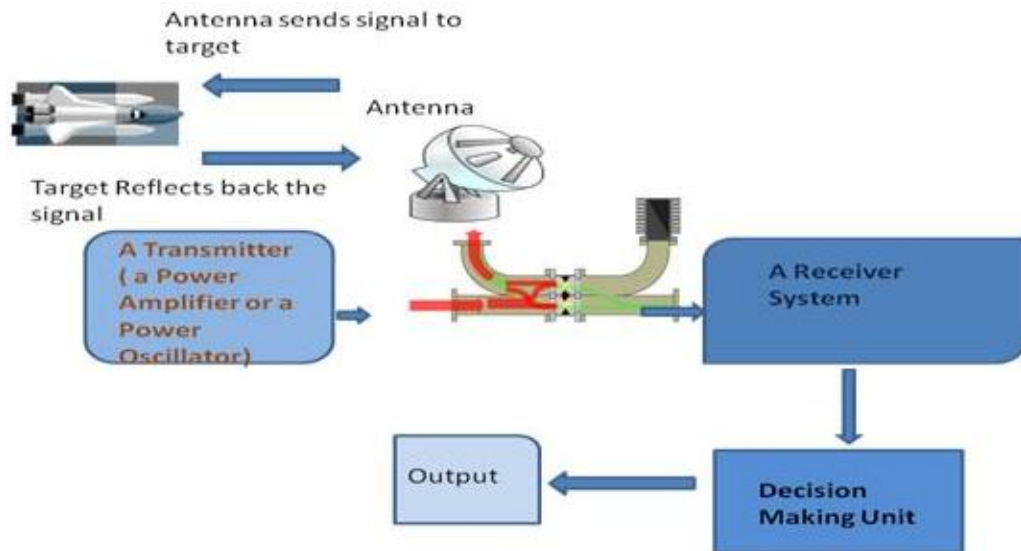 Antenna sends signal to
target
Antenna
Target Reflects back the
signal
A Transmitter
( a Power
Amplifier or a
Power
Oscillator)
A Receiver
System
Output
Decision
Making Unit